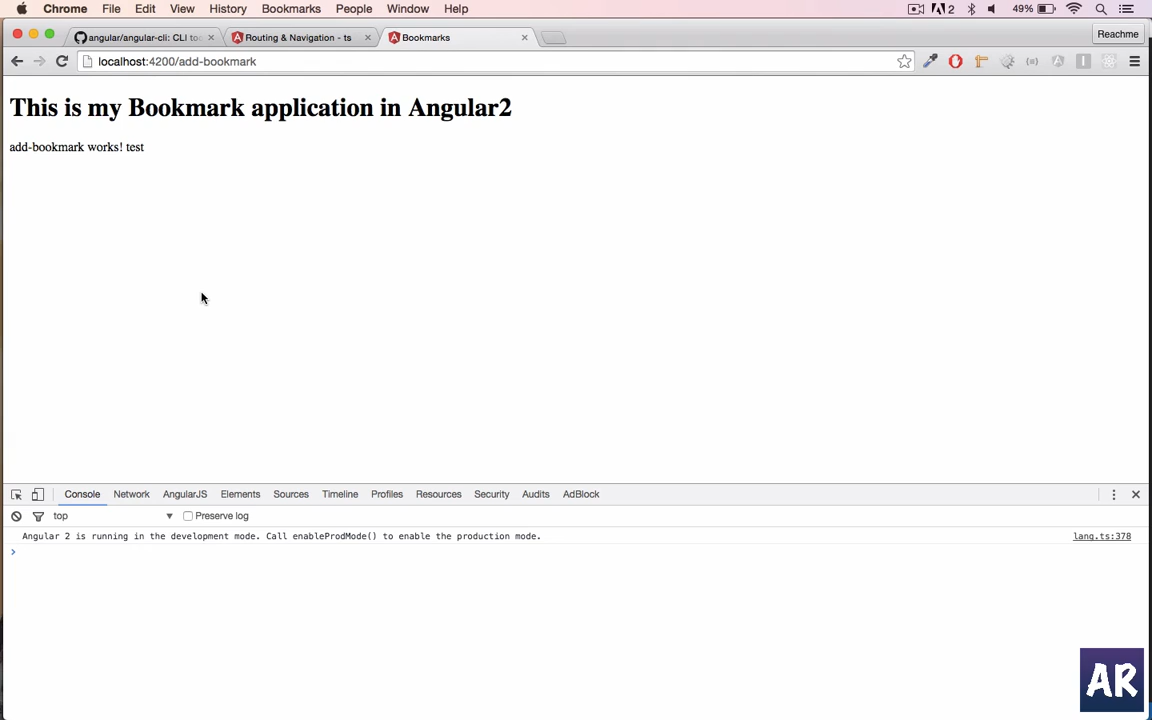 Chrome File Edit View History Bookmarks People Window Help 2 49%
angular/angular-cli: CLI too Routing & Navigation - ts Bookmarks Reachme
localhost:4200/add-bookmark
This is my Bookmark application in Angular2
add-bookmark works! test
Console Network AngularJS Elements Sources Timeline Profiles Resources Security Audits AdBlock
top Preserve log
Angular 2 is running in the development mode. Call enableProdMode() to enable the production mode. lang.ts:378
AR